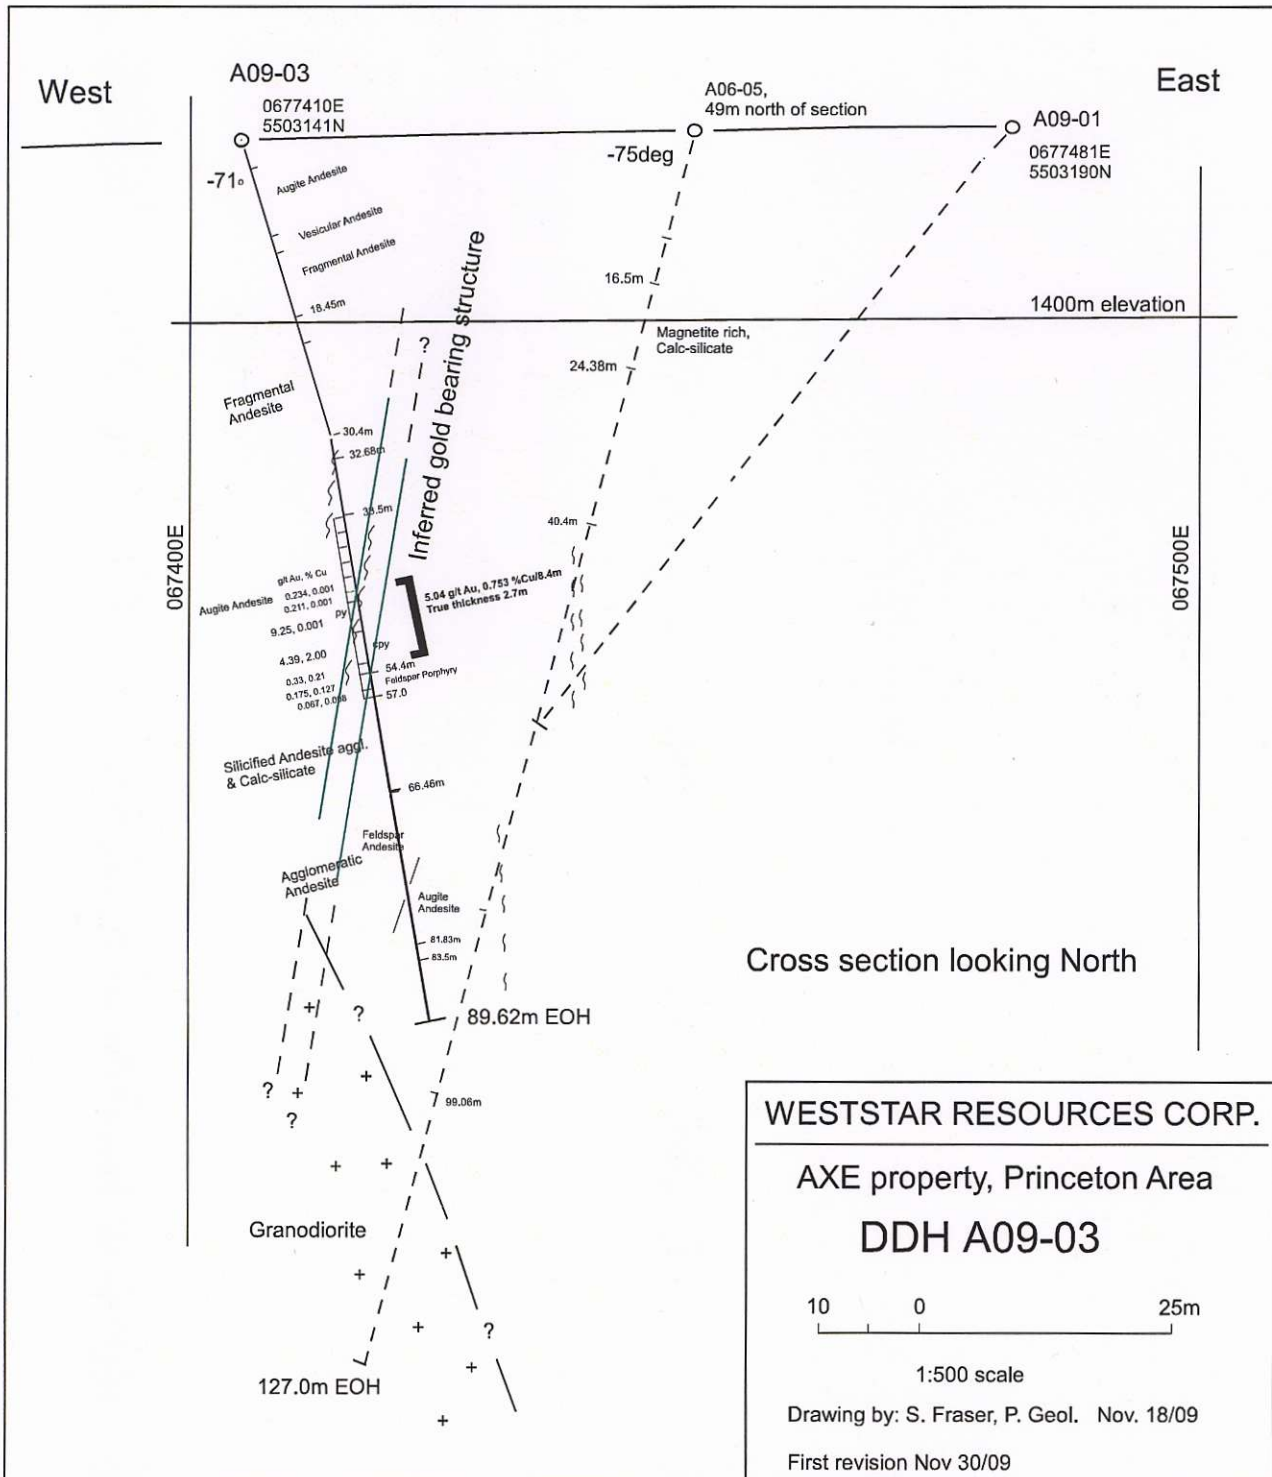 West
East
A09-03
0677410E
5503141N
A06-05,
49m north of section
A09-01
0677481E
5503190N
-71o
-75deg
Augite Andesite
Vesicular Andesite
Fragmental Andesite
18.45m
16.5m
1400m elevation
Magnetite rich,
Calc-silicate
24.38m
?
Inferred gold bearing structure
Fragmental
Andesite
30.4m
32.68m
5m
40.4m
067400E
067500E
g/t Au, % Cu
0.234, 0.001
0.211, 0.001
Augite Andesite
py
9.25, 0.001
5.04 g/t Au, 0.753 %Cu/8.4m
True thickness 2.7m
cpy
4.39, 2.00
54.4m
Feldspar Porphyry
0.33, 0.21
0.175, 0.127
0.067,
57.0
Silicified Andesite aggl.
& Calc-silicate
66.46m
Feldspar
Andesite
Agglomeratic
Andesite
Augite
Andesite
81.83m
83.5m
Cross section looking North
89.62m EOH
?
?
?
99.06m
Granodiorite
?
127.0m EOH
WESTSTAR RESOURCES CORP.
AXE property, Princeton Area
DDH A09-03
10 0 25m
1:500 scale
Drawing by: S. Fraser, P. Geol. Nov. 18/09
First revision Nov 30/09